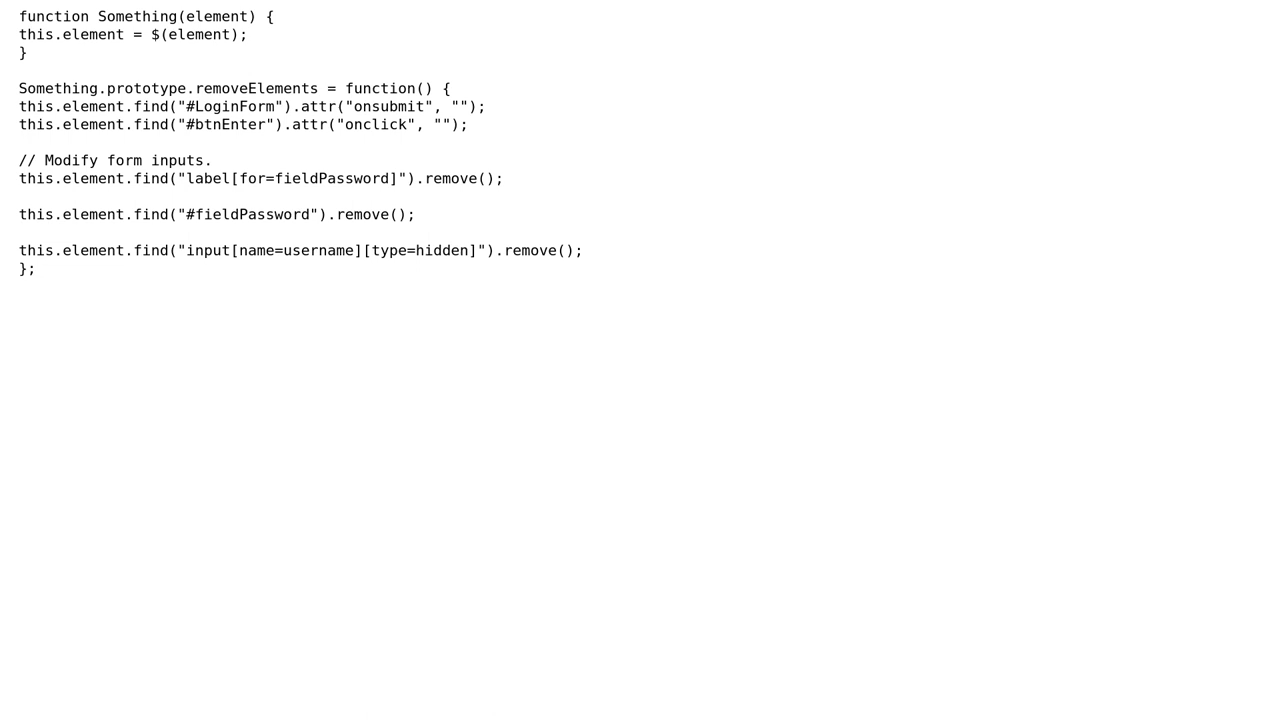 function Something(element) {
this.element = $(element);
}

Something.prototype.removeElements = function() {
this.element.find("#LoginForm").attr("onsubmit", "");
this.element.find("#btnEnter").attr("onclick", "");

// Modify form inputs.
this.element.find("label[for=fieldPassword]").remove();

this.element.find("#fieldPassword").remove();

this.element.find("input[name=username][type=hidden]").remove();
};